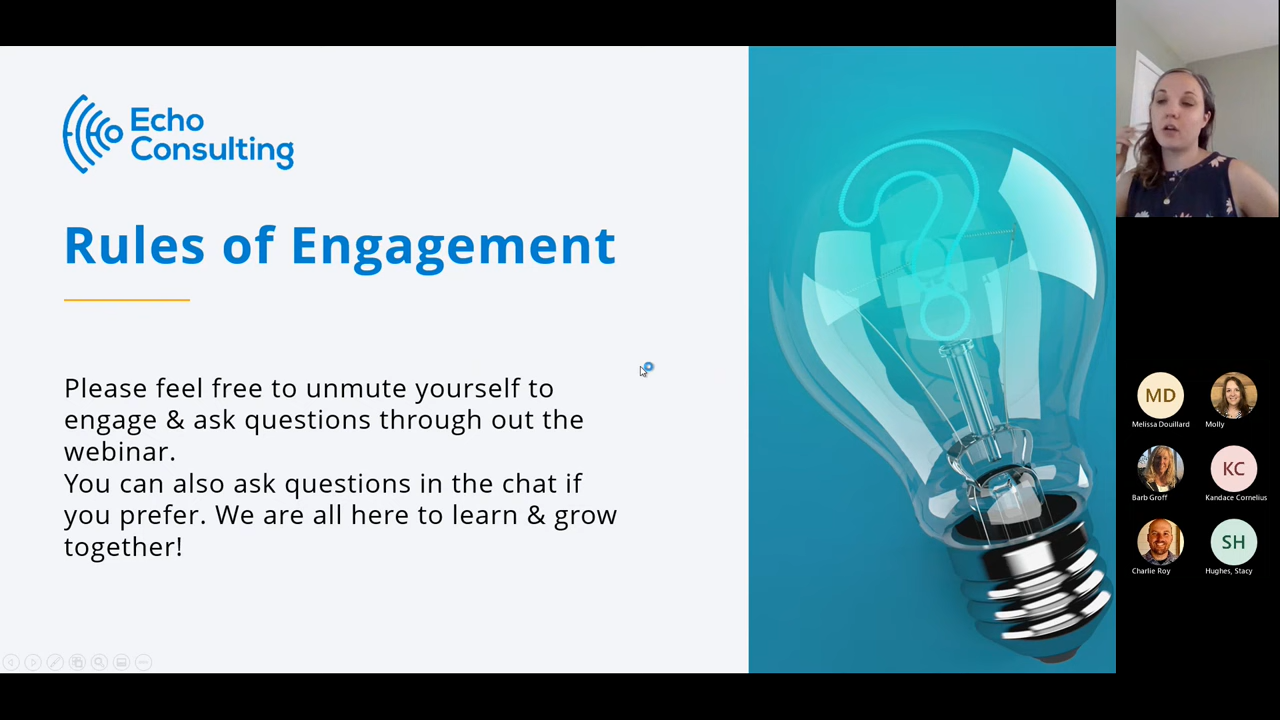 Echo
Consulting
Rules of Engagement
Please feel free to unmute yourself to
engage & ask questions through out the
webinar.
You can also ask questions in the chat if
you prefer. We are all here to learn & grow
together!
MD
Melissa Douillard
Molly
Barb Groff
KC
Kandace Cornelius
Charlie Roy
SH
Hughes, Stacy